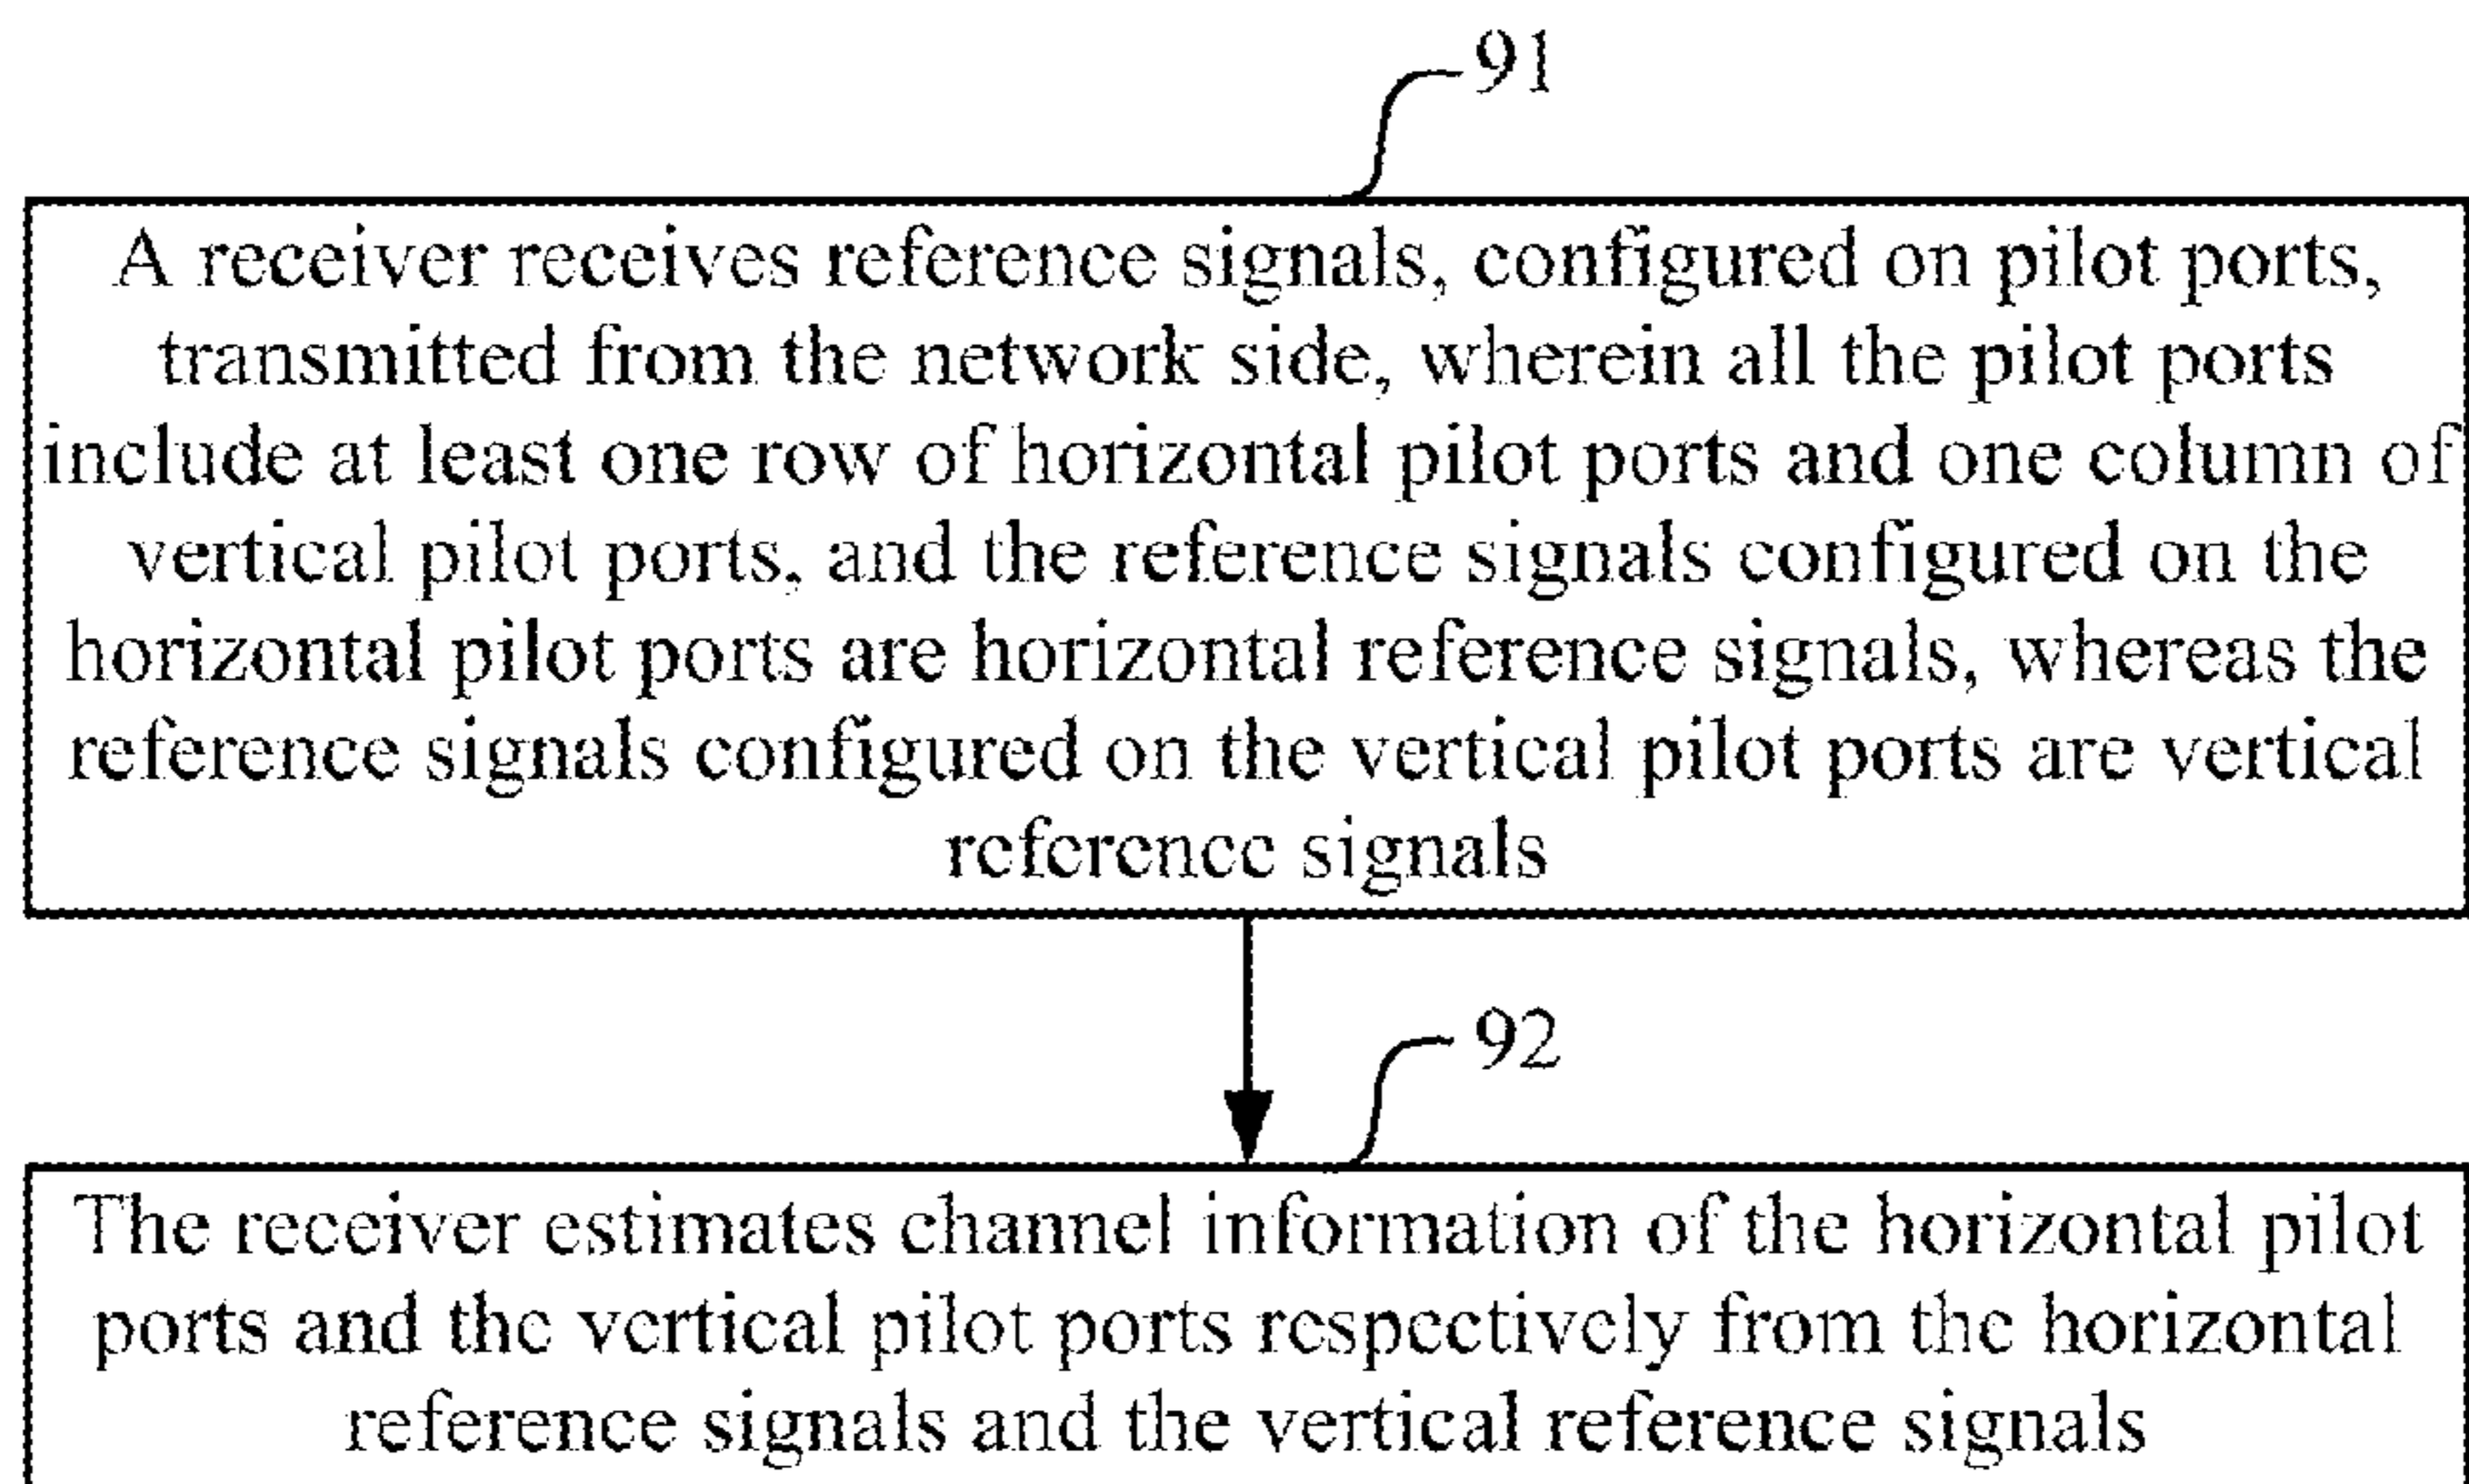 91
A receiver receives reference signals, configured on pilot ports,
transmitted from the network side, wherein all the pilot ports
include at least one row of horizontal pilot ports and one column of
vertical pilot ports, and the reference signals configured on the
horizontal pilot ports are horizontal reference signals, whereas the
reference signals configured on the vertical pilot ports are vertical
reference signals
92
The receiver estimates channel information of the horizontal pilot
ports and the vertical pilot ports respectively from the horizontal
reference signals and the vertical reference signals